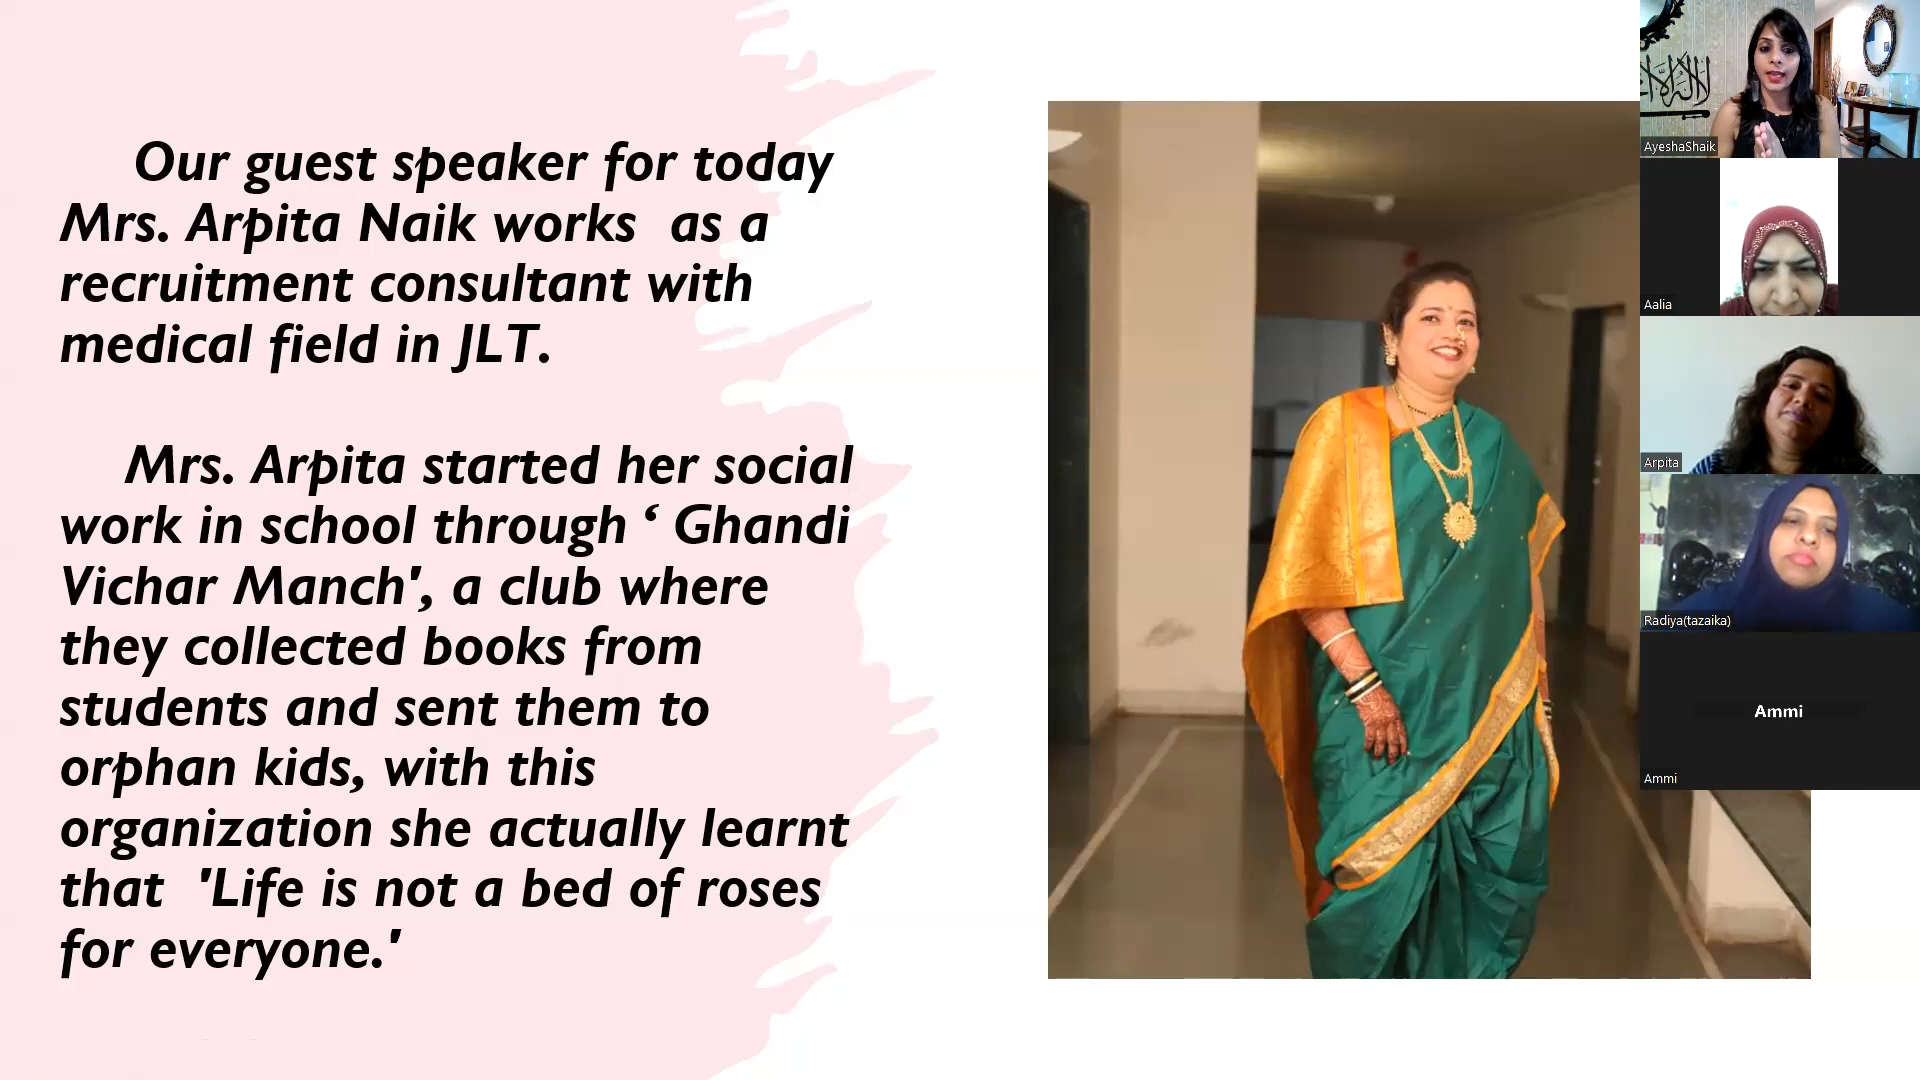 Our guest speaker for today
Mrs. Arpita Naik works as a
recruitment consultant with
medical field in JLT.
Mrs. Arpita started her social
work in school through ‘ Ghandi
Vichar Manch', a club where
they collected books from
students and sent them to
orphan kids, with this
organization she actually learnt
that 'Life is not a bed of roses
for everyone.'
AyeshaShaik
Aalia
Arpita
Radiya(tazaika)
Ammi
Ammi